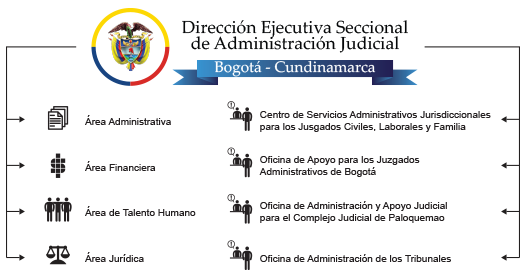 Dirección Ejecutiva Seccional
de Administración Judicial
Bogotá - Cundinamarca
Área Administrativa
Área Financiera
Área de Talento Humano
Área Jurídica
Centro de Servicios Administrativos Jurisdiccionales
para los Jusgados Civiles, Laborales y Familia
Oficina de Apoyo para los Juzgados
Administrativos de Bogotá
Oficina de Administración y Apoyo Judicial
para el Complejo Judicial de Paloquemao
Oficina de Administración de los Tribunales